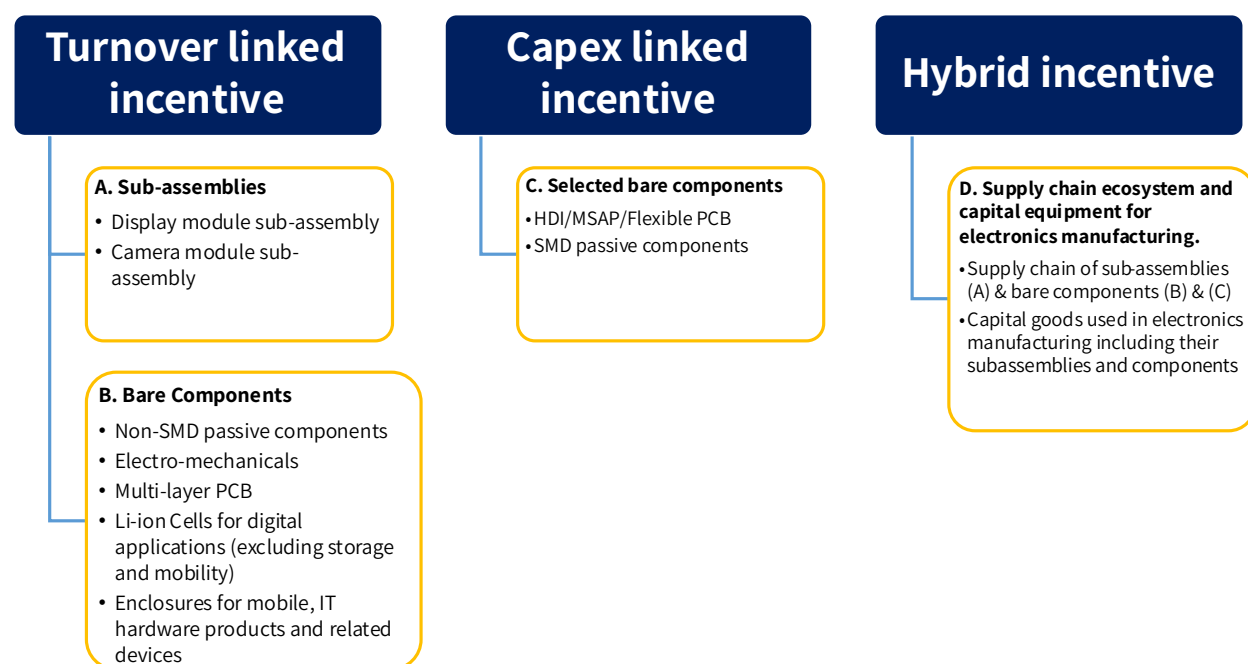 Turnover linked
incentive
A. Sub-assemblies
• Display module sub-assembly
• Camera module sub-
assembly
B. Bare Components
• Non-SMD passive components
• Electro-mechanicals
• Multi-layer PCB
• Li-ion Cells for digital
applications (excluding storage
and mobility)
• Enclosures for mobile, IT
hardware products and related
devices
Capex linked
incentive
C. Selected bare components
•HDI/MSAP/Flexible PCB
•SMD passive components
Hybrid incentive
D. Supply chain ecosystem and
capital equipment for
electronics manufacturing.
•Supply chain of sub-assemblies
(A) & bare components (B) & (C)
•Capital goods used in electronics
manufacturing including their
subassemblies and components